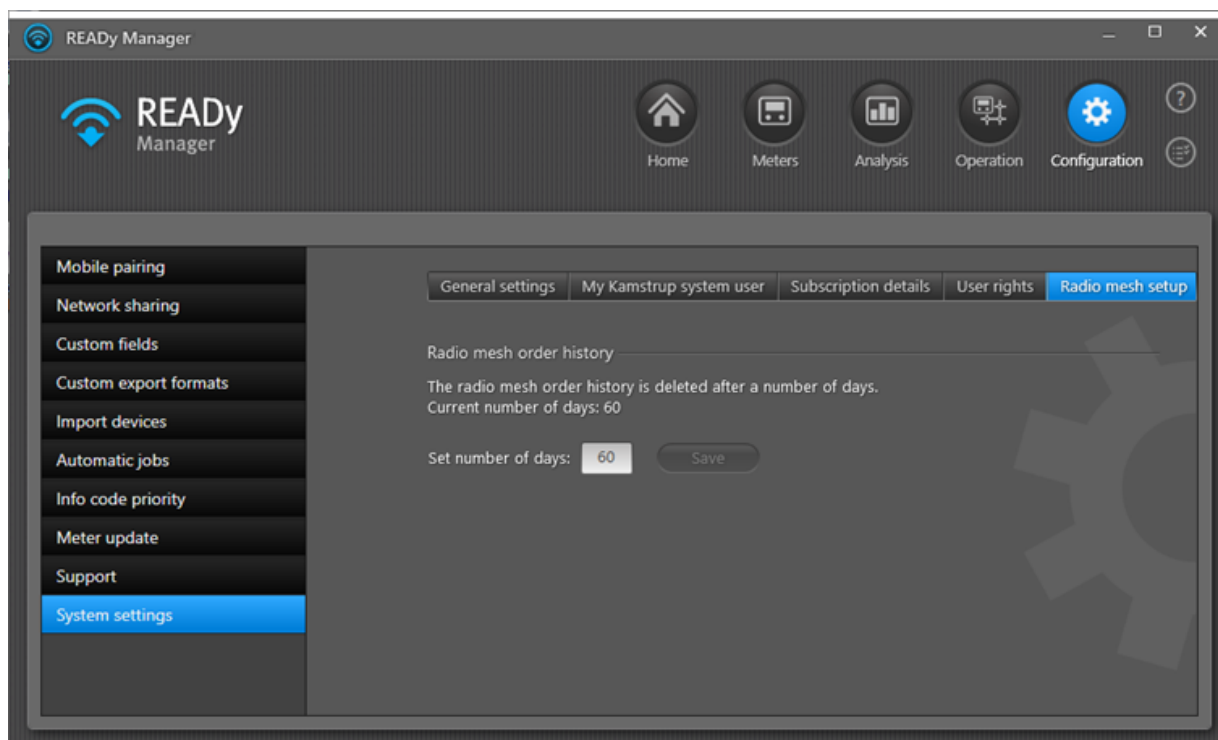 READy Manager
READy
Manager
Home
Meters
Analysis
Operation
Configuration
?
Mobile pairing
Network sharing
Custom fields
Custom export formats
Import devices
Automatic jobs
Info code priority
Meter update
Support
System settings
General settings
My Kamstrup system user
Subscription details
User rights
Radio mesh setup
Radio mesh order history
The radio mesh order history is deleted after a number of days.
Current number of days: 60
Set number of days: 60 Save